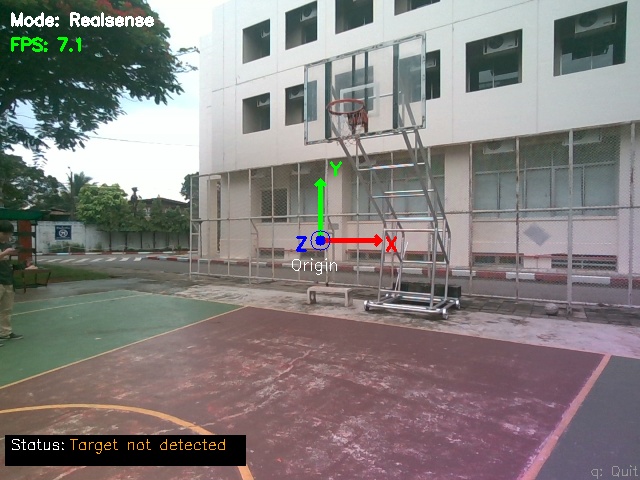 Mode: Realsense
FPS: 7.1
Y
Z
X
Origin
Status: Target not detected
q: Quit